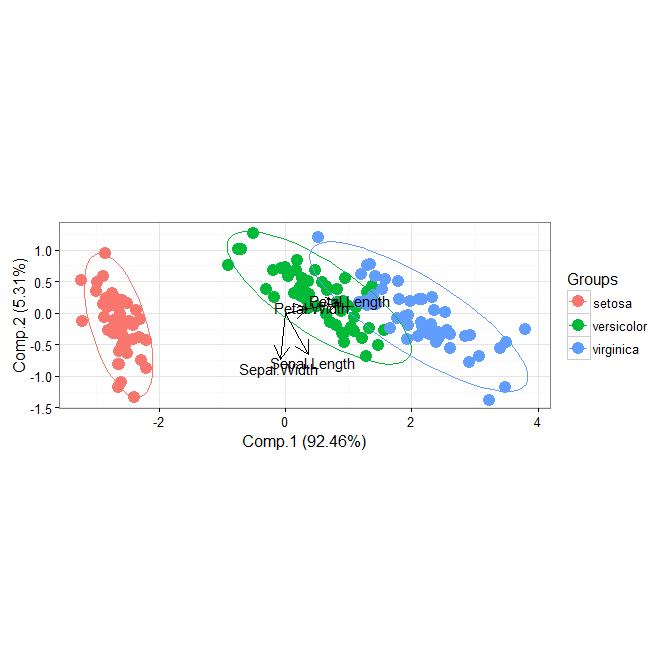 1.0
0.5
0.0
-0.5
-1.0
-1.5
Comp.2 (5.31%)
Petal.Length
Petal.Width
Sepal.Length
Sepal.Width
-2
0
2
4
Comp.1 (92.46%)
Groups
setosa
versicolor
virginica